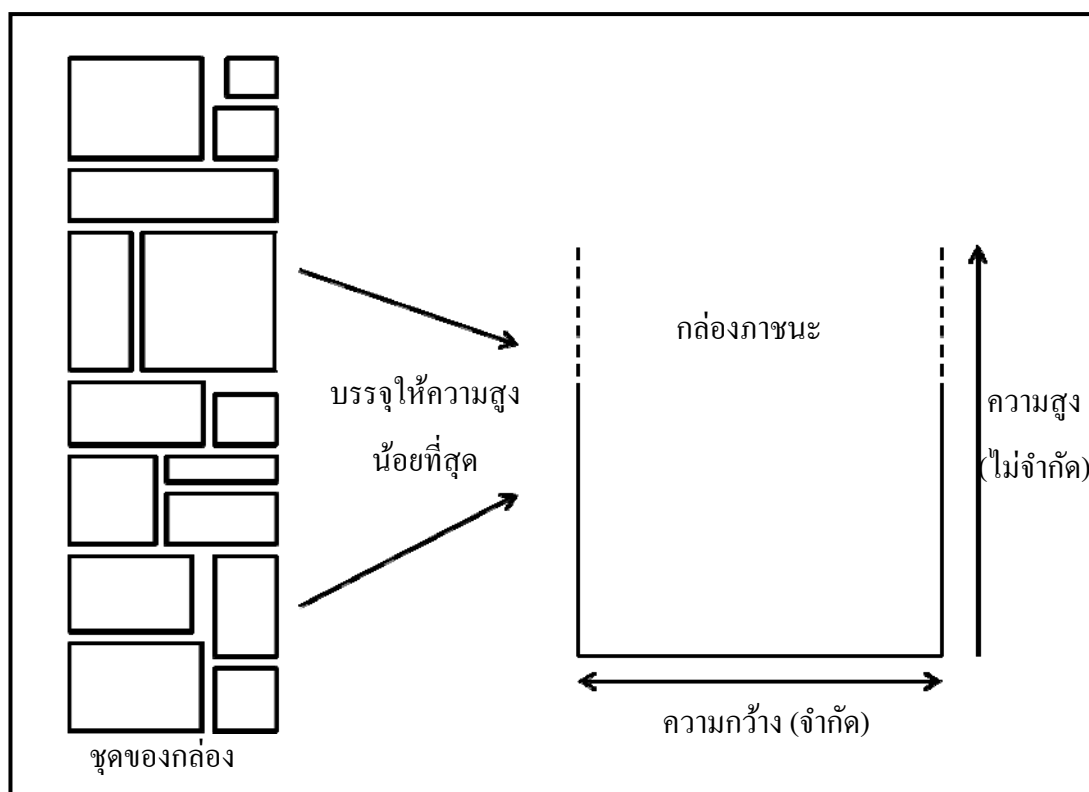 กล่องภาชนะ
บรรจุให้ความสูง
น้อยที่สุด
ความสูง
(ไม่จำกัด)
ความกว้าง (จำกัด)
ชุดของกล่อง